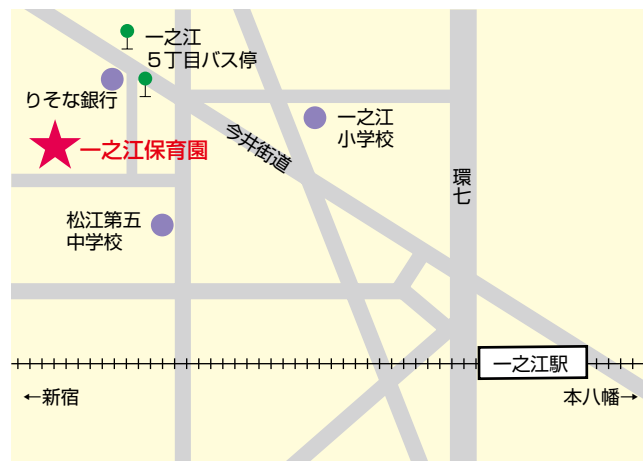 一之江
5丁目バス停
りそな銀行
一之江保育園
今井街道
一之江
小学校
環七
松江第五
中学校
一之江駅
←新宿
本八幡→